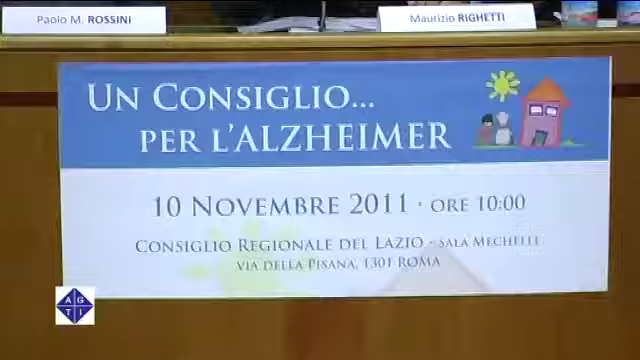 Paolo M. ROSSINI
Maurizio RIGHETTI
UN CONSIGLIO...
PER L'ALZHEIMER
10 NOVEMBRE 2011 · ORE 10:00
CONSIGLIO REGIONALE DEL LAZIO - SALA MECHELLI
VIA DELLA PISANA, 1301 ROMA
A G
T I